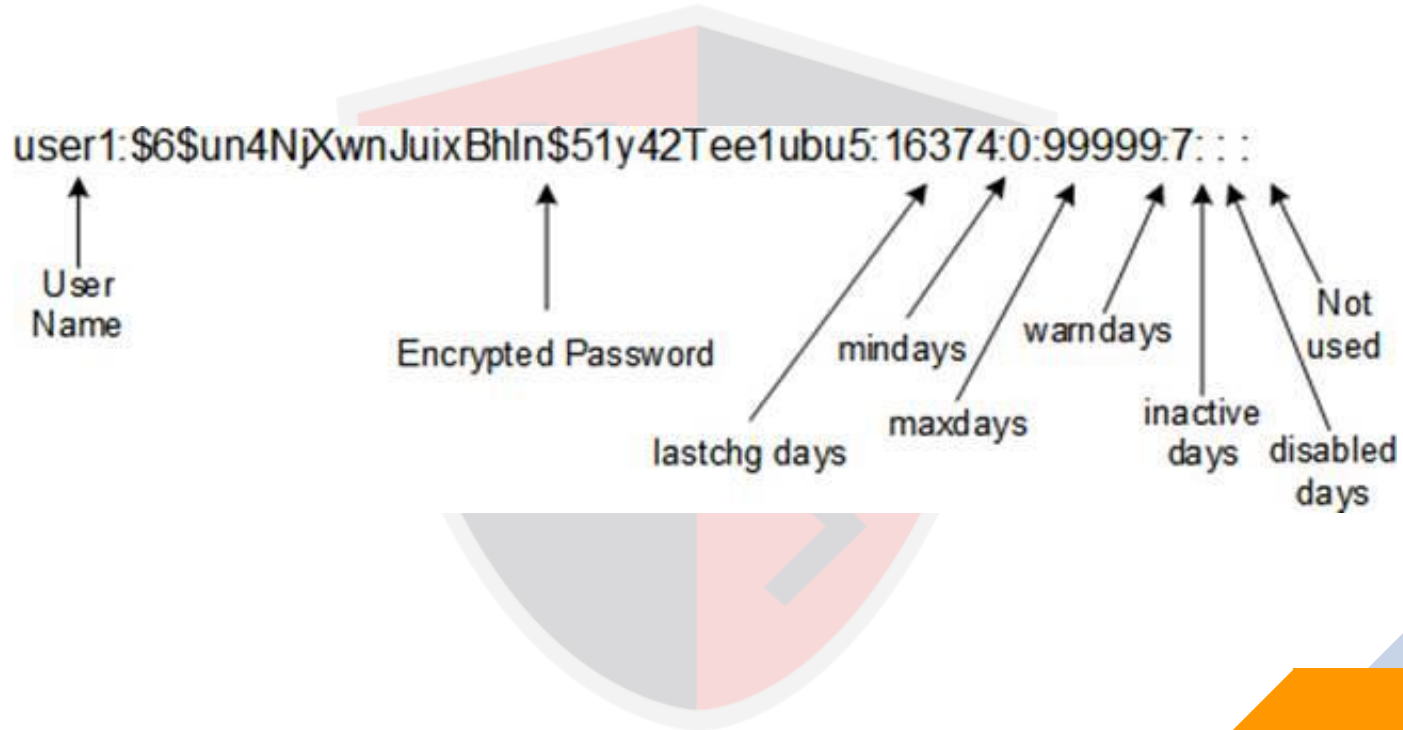 user1:$6$un4NjXwnJuixBhln$51y42Tee1ubu5:16374:0:99999:7: : :
User
Name
Encrypted Password
lastchg days
mindays
maxdays
warndays
inactive
days
disabled
days
Not
used